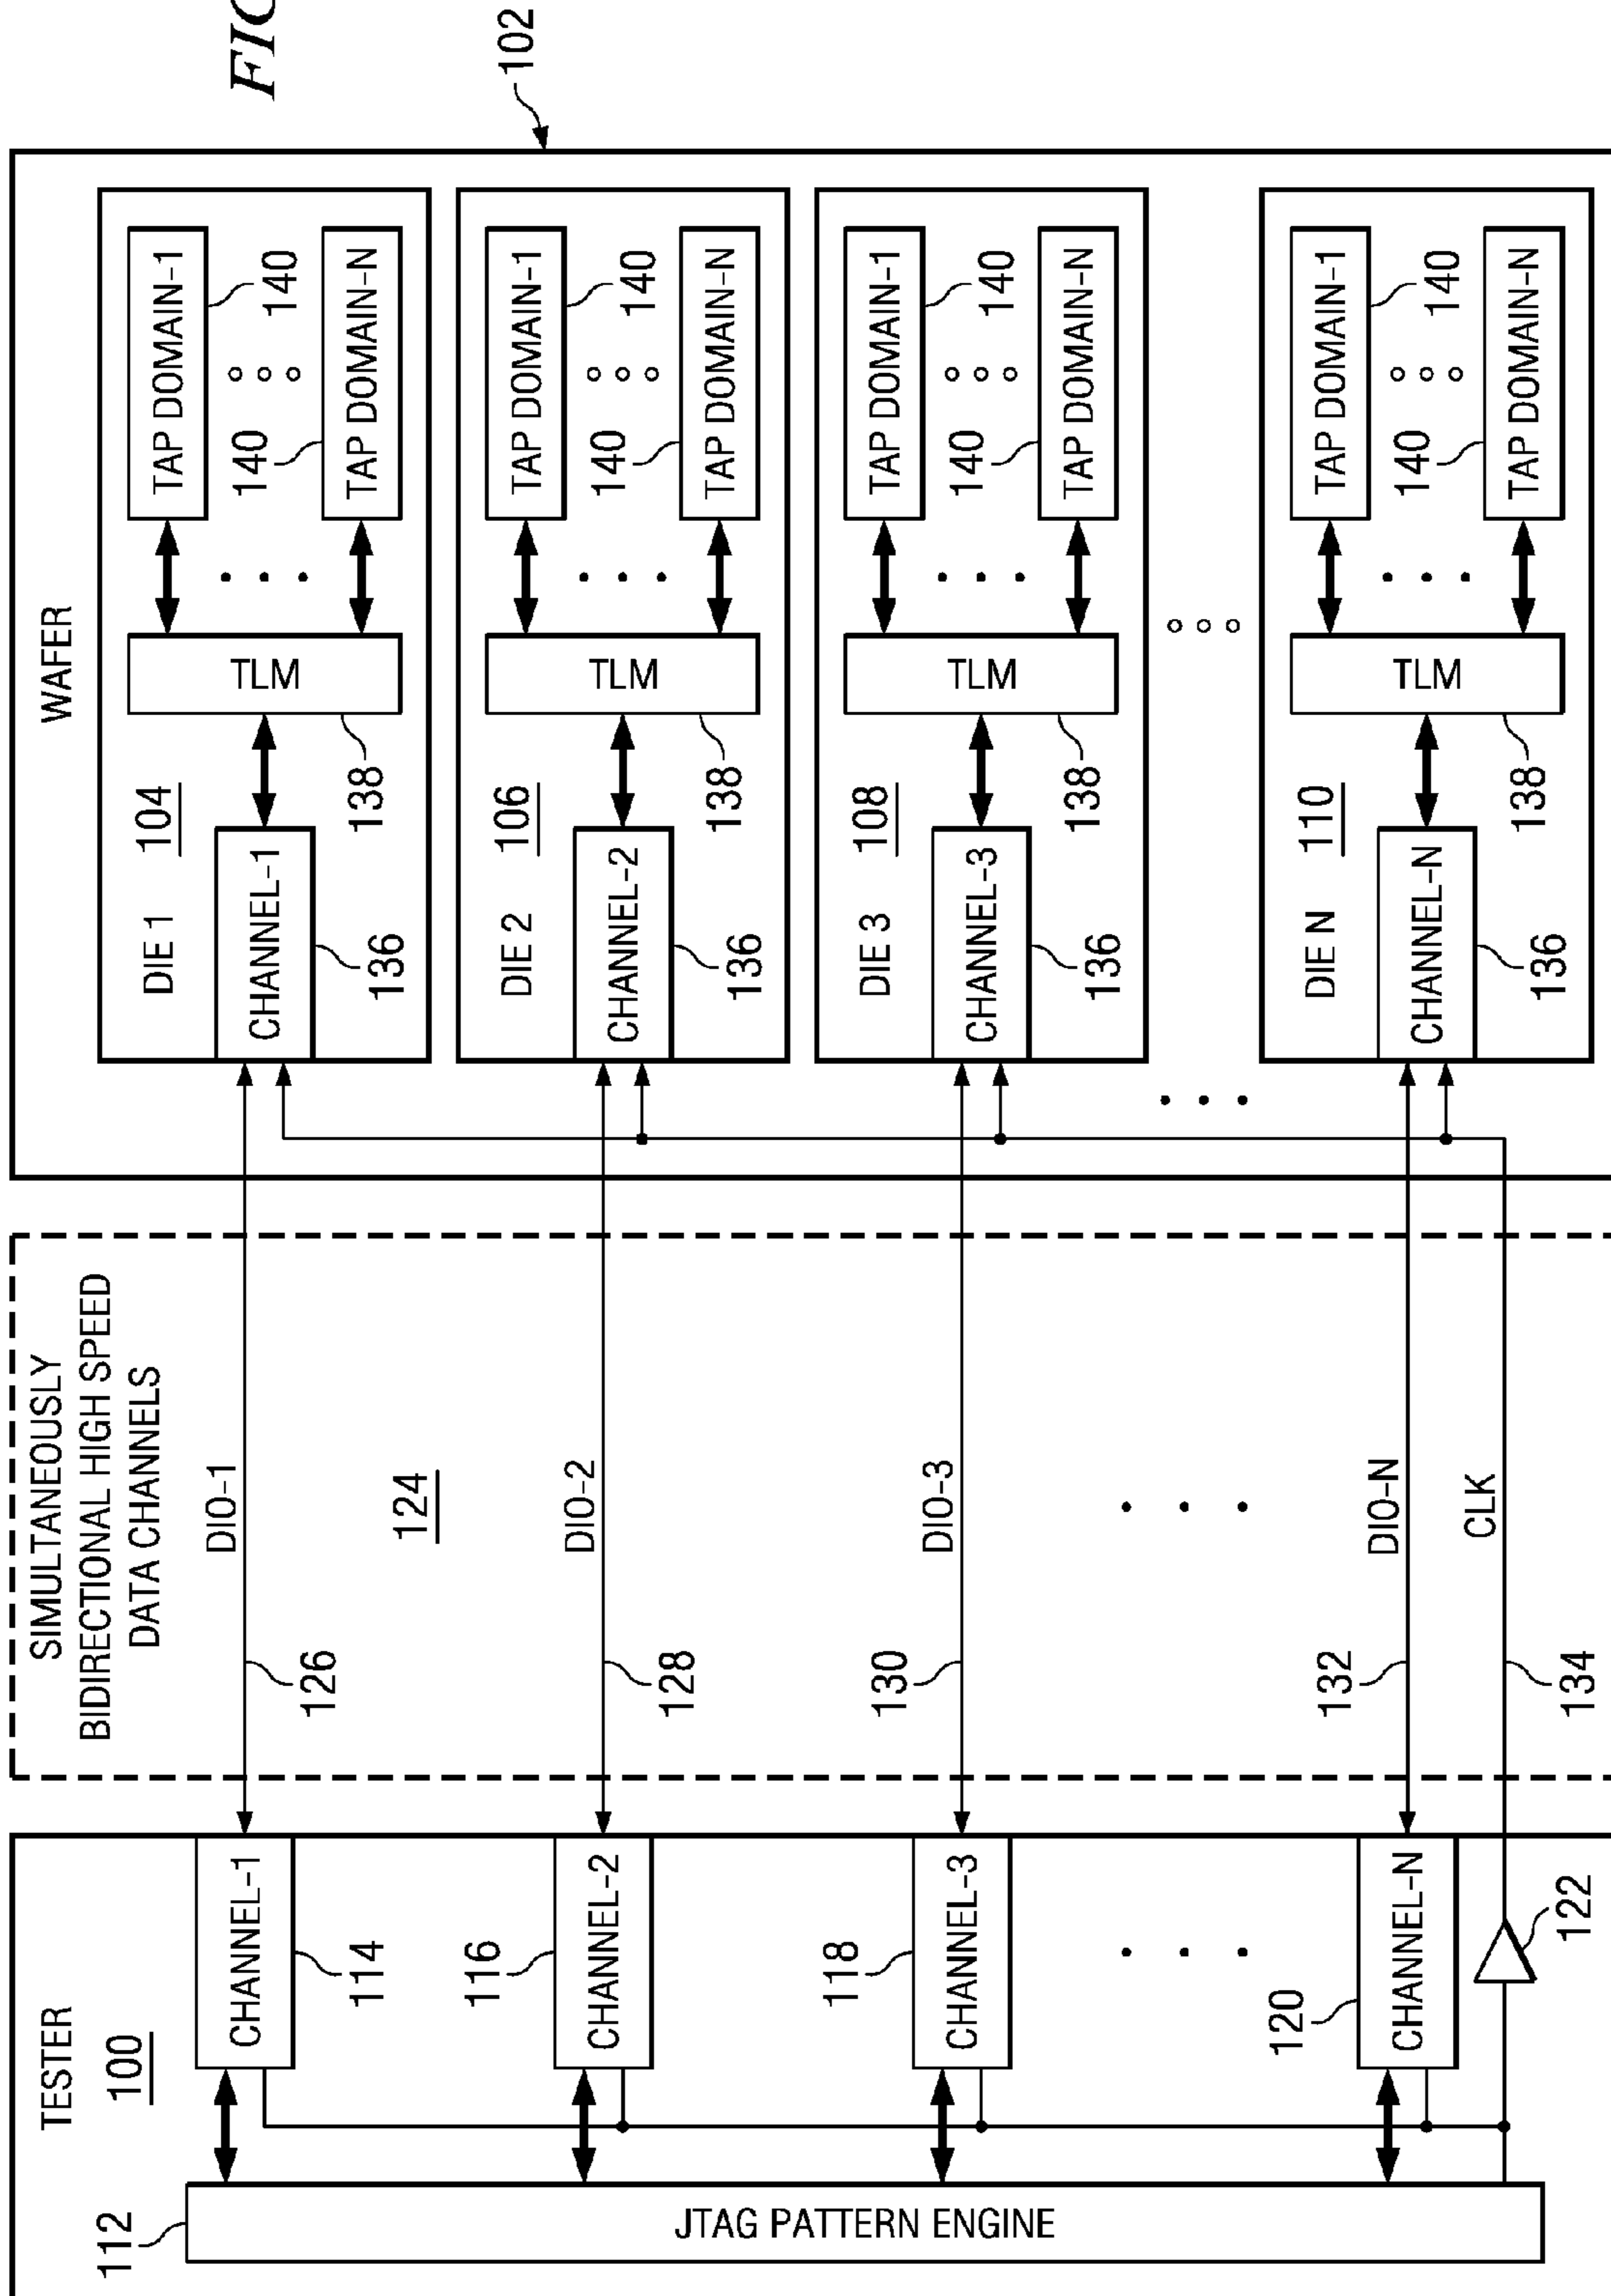 FIG
TESTER
100
112
JTAG PATTERN ENGINE
CHANNEL-1
114
CHANNEL-2
116
CHANNEL-3
118
CHANNEL-N
120
122
SIMULTANEOUSLY
BIDIRECTIONAL HIGH SPEED
DATA CHANNELS
124
DIO-1
126
DIO-2
128
DIO-3
130
DIO-N
132
CLK
134
WAFER
102
DIE 1
104
CHANNEL-1
136
TLM
138
TAP DOMAIN-1
140
140
TAP DOMAIN-N
DIE 2
106
CHANNEL-2
136
TLM
138
TAP DOMAIN-1
140
140
TAP DOMAIN-N
DIE 3
108
CHANNEL-3
136
TLM
138
TAP DOMAIN-1
140
140
TAP DOMAIN-N
DIE N
110
CHANNEL-N
136
TLM
138
TAP DOMAIN-1
140
140
TAP DOMAIN-N